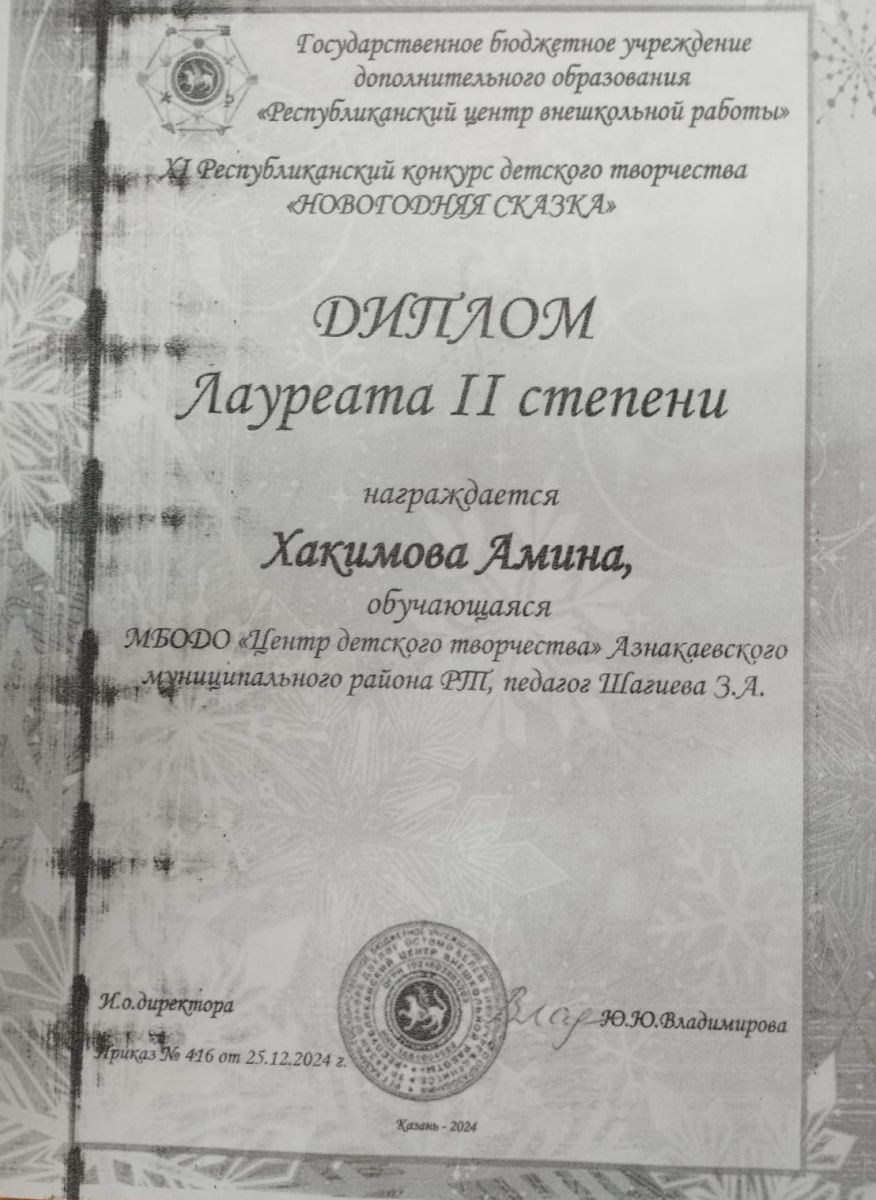 Государственное бюджетное учреждение
дополнительного образования
«Республиканский центр внешкольной работы»
XI Республиканский конкурс детского творчества
«НОВОГОДНЯЯ СКАЗКА»
ДИПЛОМ
Лауреата II степени
награждается
Хакимова Амина,
обучающаяся
МБОДО «Центр детского творчества» Азнакаевского
муниципального района РТ, педагог Шагиева З.А.
И.о.директора
Ю.Ю.Владимирова
Приказ № 416 от 25.12.2024 г.
Казань - 2024